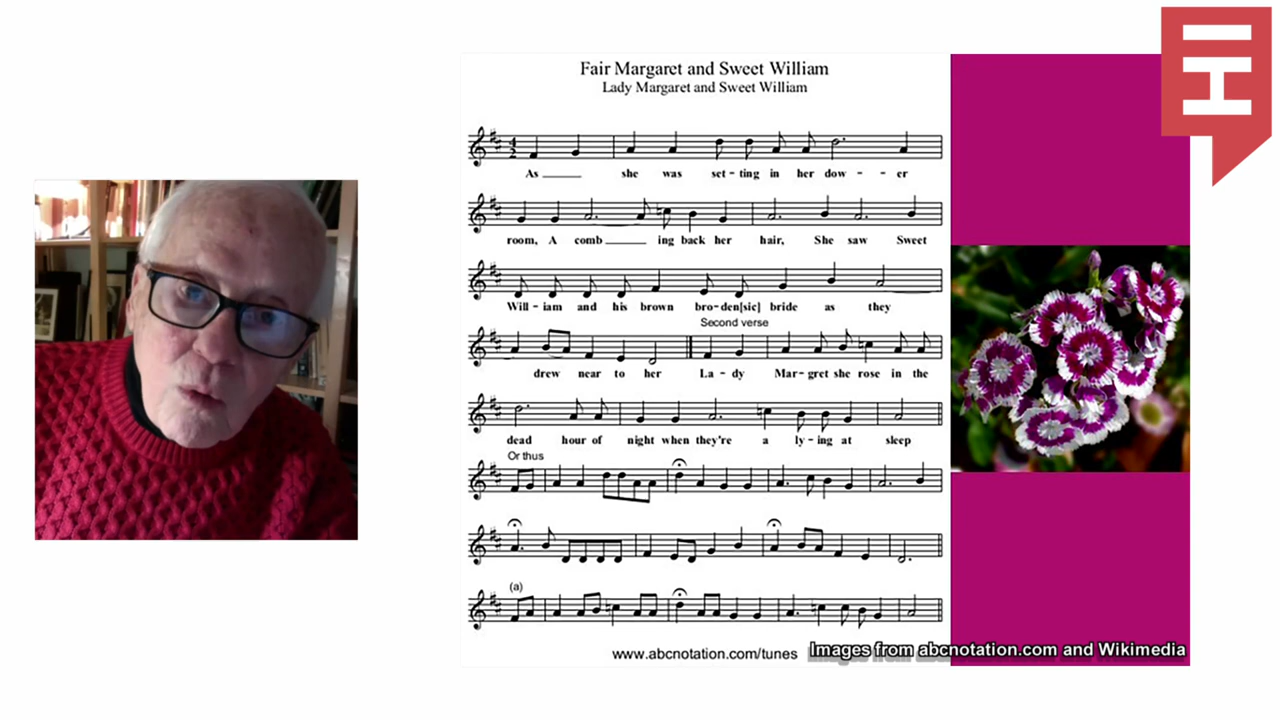 Fair Margaret and Sweet William
Lady Margaret and Sweet William
4
2
As ____ she was set - ting in her dow - - er
room, A comb ____ ing back her hair, She saw Sweet
Will - iam and his brown bro - den[sic] bride as they
Second verse
drew near to her La - dy Mar - gret she rose in the
dead hour of night when they're a ly - ing at sleep
Or thus
(a)
www.abcnotation.com/tunes
Images from abcnotation.com and Wikimedia